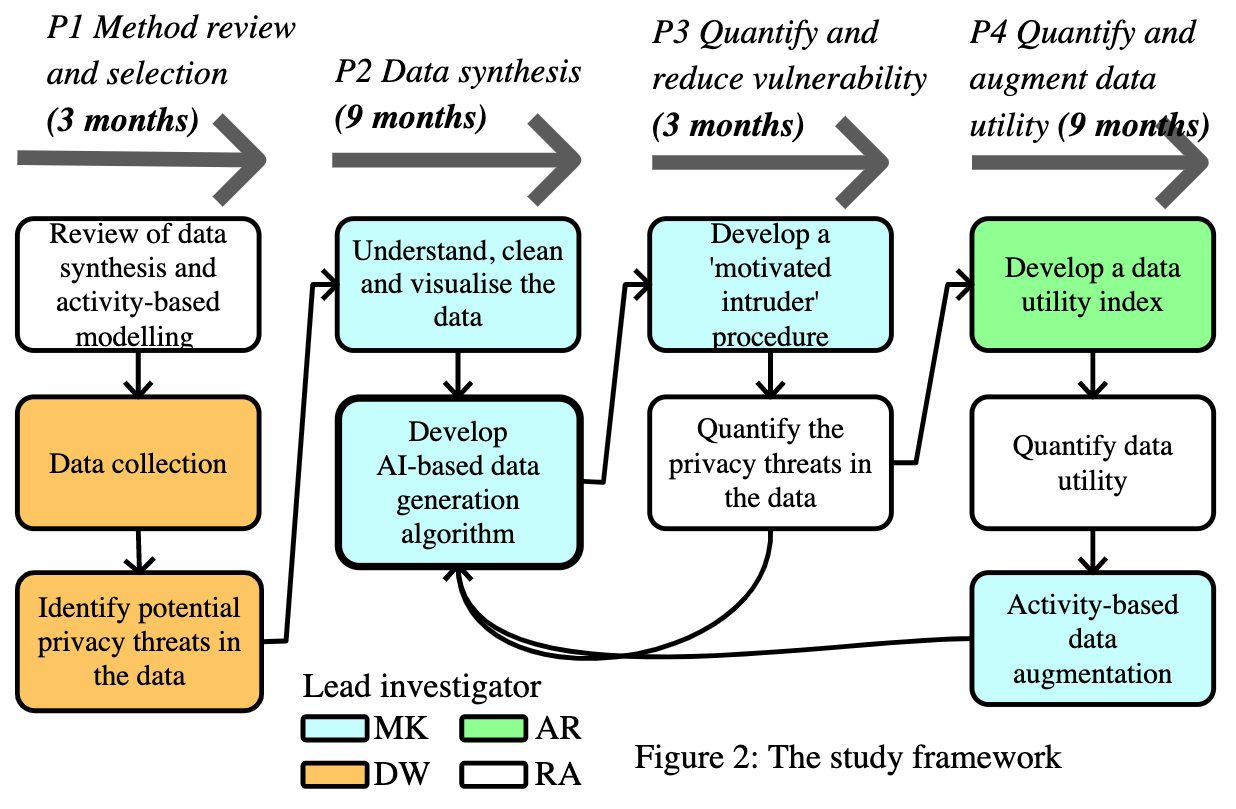 P1 Method review
and selection
(3 months)
P2 Data synthesis
(9 months)
P3 Quantify and
reduce vulnerability
(3 months)
P4 Quantify and
augment data
utility (9 months)
Review of data
synthesis and
activity-based
modelling
Data collection
Identify potential
privacy threats in
the data
Understand, clean
and visualise the
data
Develop
AI-based data
generation
algorithm
Develop a
'motivated
intruder'
procedure
Quantify the
privacy threats in
the data
Develop a data
utility index
Quantify data
utility
Activity-based
data
augmentation
Lead investigator
MK
AR
DW
RA
Figure 2: The study framework